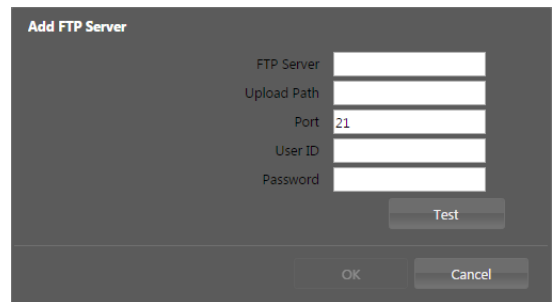 Add FTP Server
FTP Server
Upload Path
Port 21
User ID
Password
Test
OK Cancel